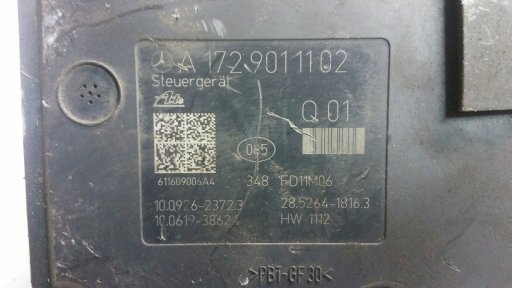 A 172 901 11 02
Steuergerät
Ate
Q 01
085
611609006A4
348 FD11M06
10.0926-2372.3
28.5264-1816.3
10.0619-3862.1
HW 1112
>PBT-GF30<